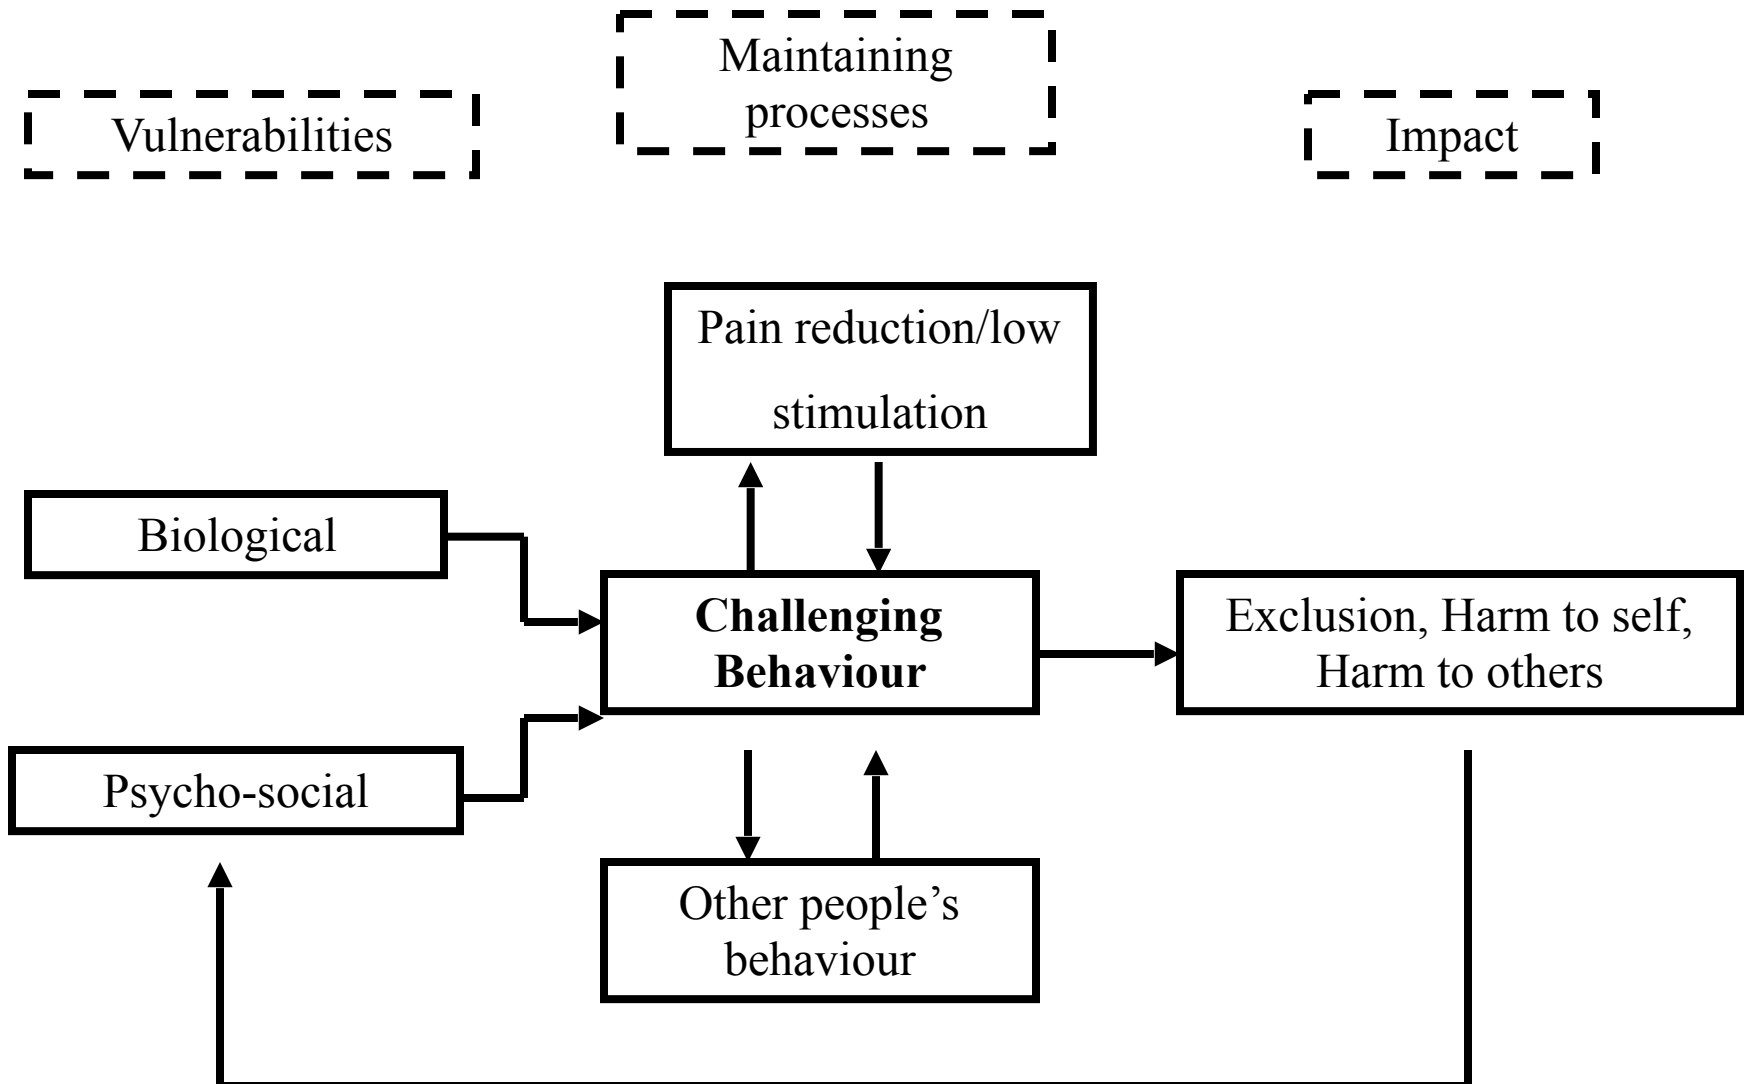 Maintaining
processes
Vulnerabilities
Impact
Pain reduction/low
stimulation
Biological
Challenging
Behaviour
Exclusion, Harm to self,
Harm to others
Psycho-social
Other people’s
behaviour